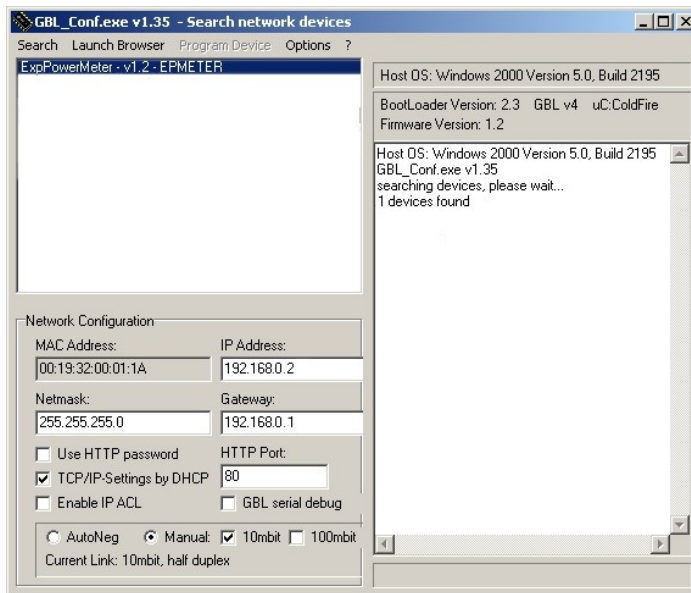 GBL_Conf.exe v1.35 - Search network devices
Search Launch Browser Program Device Options ?
ExpPowerMeter - v1.2 - EPMETER
Host OS: Windows 2000 Version 5.0, Build 2195
BootLoader Version: 2.3 GBL v4 uC:ColdFire
Firmware Version: 1.2
Host OS: Windows 2000 Version 5.0, Build 2195
GBL_Conf.exe v1.35
searching devices, please wait...
1 devices found
Network Configuration
MAC Address: IP Address:
00:19:32:00:01:1A 192.168.0.2
Netmask: Gateway:
255.255.255.0 192.168.0.1
Use HTTP password HTTP Port:
TCP/IP-Settings by DHCP 80
Enable IP ACL GBL serial debug
AutoNeg Manual: 10mbit 100mbit
Current Link: 10mbit, half duplex